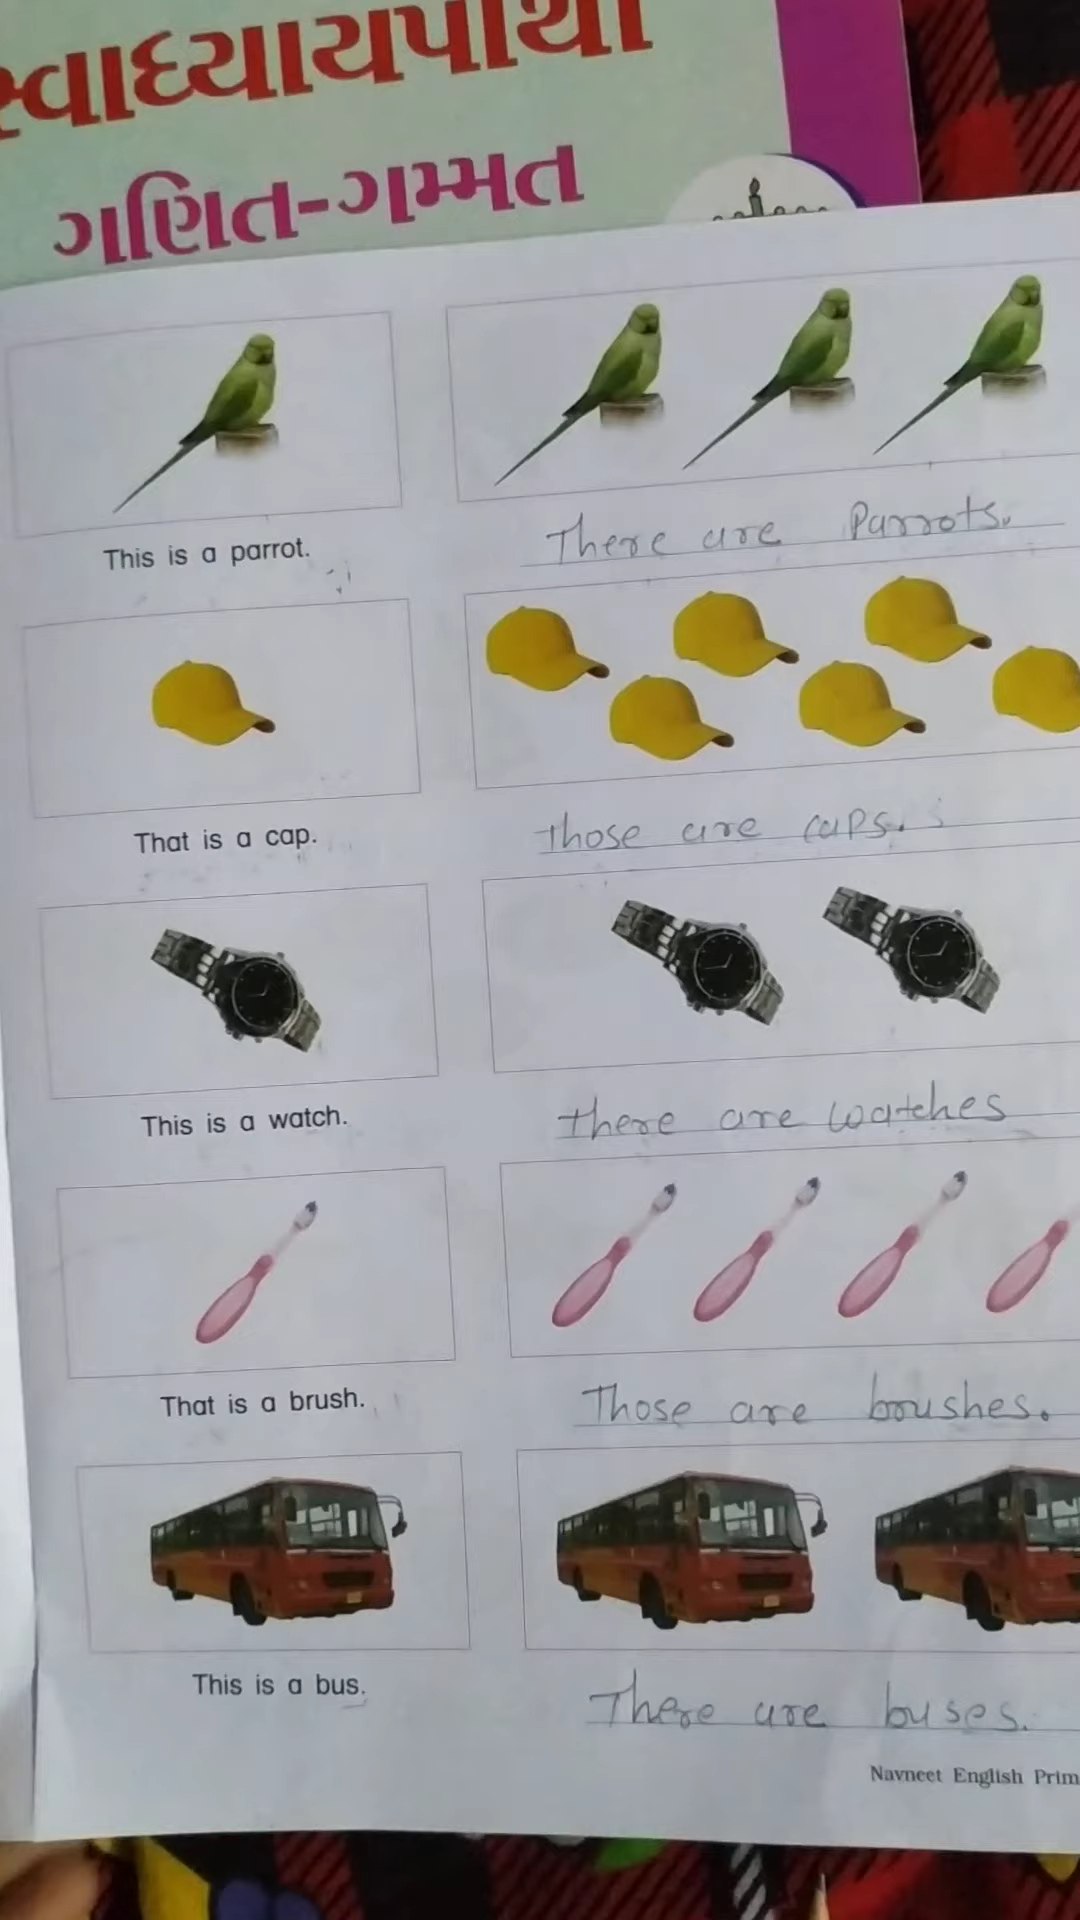 સ્વાધ્યાયપોથી
ગણિત-ગમ્મત
This is a parrot.
There are Parrots.
That is a cap.
Those are caps.
This is a watch.
there are watches
That is a brush.
Those are brushes.
This is a bus.
There are buses.
Navneet English Prim